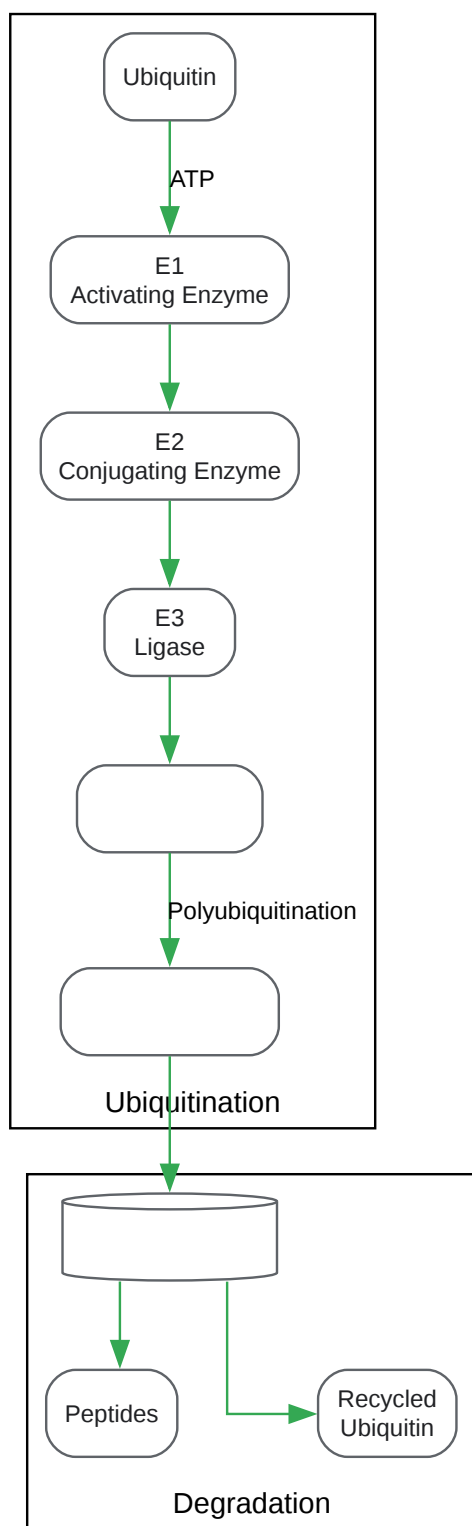 Ubiquitin
ATP
E1
Activating Enzyme
E2
Conjugating Enzyme
E3
Ligase
Polyubiquitination
Ubiquitination
Peptides
Recycled
Ubiquitin
Degradation